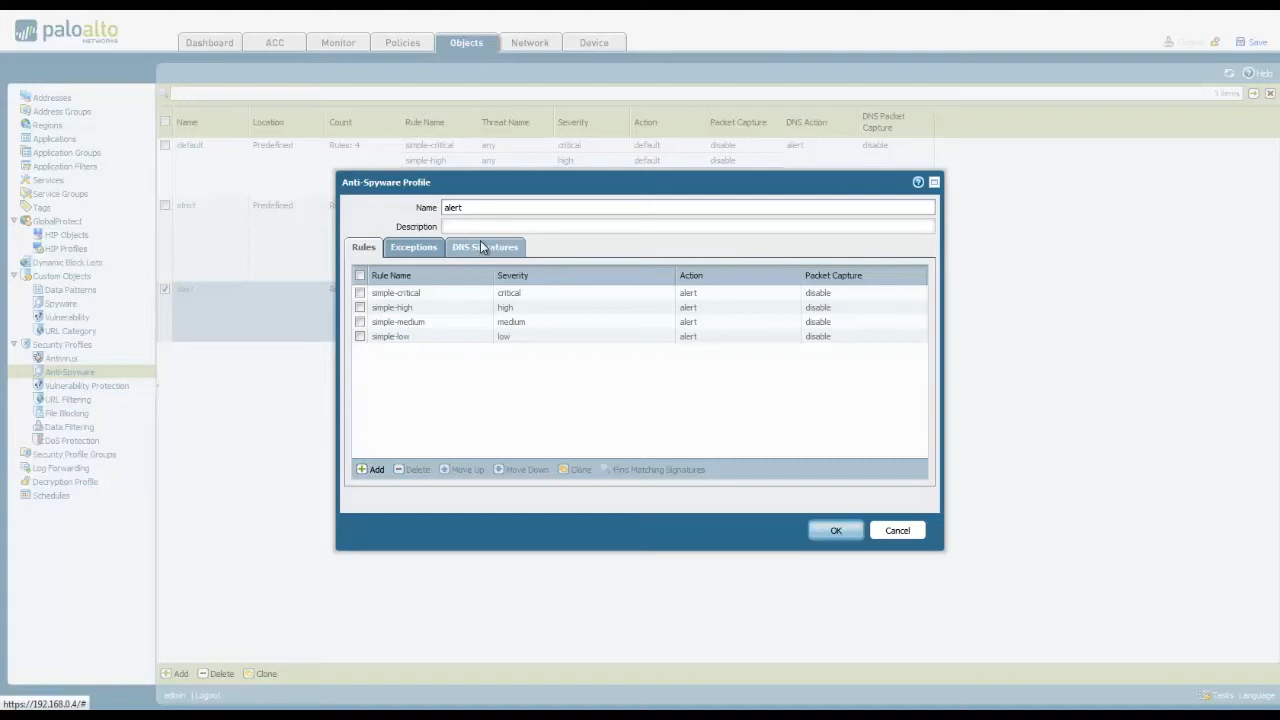 paloalto
NETWORKS
Dashboard ACC Monitor Policies Objects Network Device
Save
Help
Addresses
Address Groups
Regions
Applications
Application Groups
Application Filters
Services
Service Groups
Tags
GlobalProtect
HIP Objects
HIP Profiles
Dynamic Block Lists
Custom Objects
Data Patterns
Spyware
Vulnerability
URL Category
Security Profiles
Antivirus
Anti-Spyware
Vulnerability Protection
URL Filtering
File Blocking
Data Filtering
DoS Protection
Security Profile Groups
Log Forwarding
Decryption Profile
Schedules
items
Name Location Count Rule Name Threat Name Severity Action Packet Capture DNS Action DNS Packet Capture
default Predefined Rules: 4 simple-critical any critical default disable alert disable
simple-high any high default disable
strict Predefined
alert
Anti-Spyware Profile
Name alert
Description
Rules Exceptions DNS Signatures
Rule Name Severity Action Packet Capture
simple-critical critical alert disable
simple-high high alert disable
simple-medium medium alert disable
simple-low low alert disable
Add Delete Move Up Move Down Clone Find Matching Signatures
OK Cancel
Add Delete Clone
admin | Logout
Tasks Language
https://192.168.0.4/#